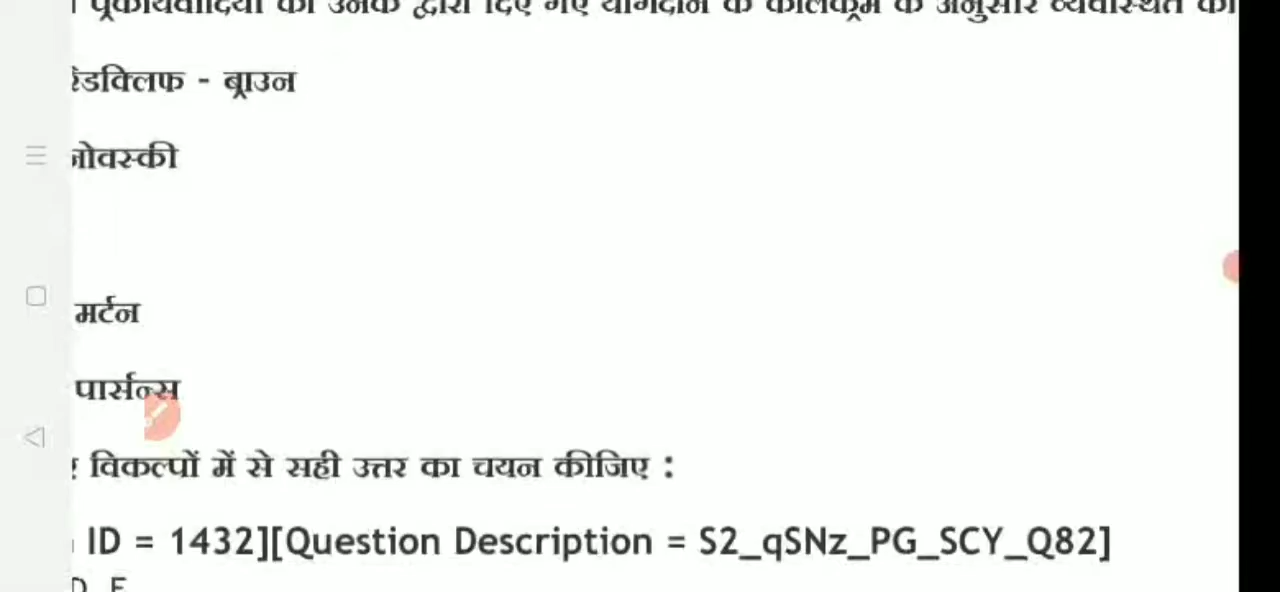 प्रकार्यवादियों को उनके द्वारा दिए गए योगदान के कालक्रम के अनुसार व्यवस्थित
रेडक्लिफ - ब्राउन
नोवस्की
मर्टन
पार्सन्स
विकल्पों में से सही उत्तर का चयन कीजिए :
ID = 1432][Question Description = S2_qSNz_PG_SCY_Q82]